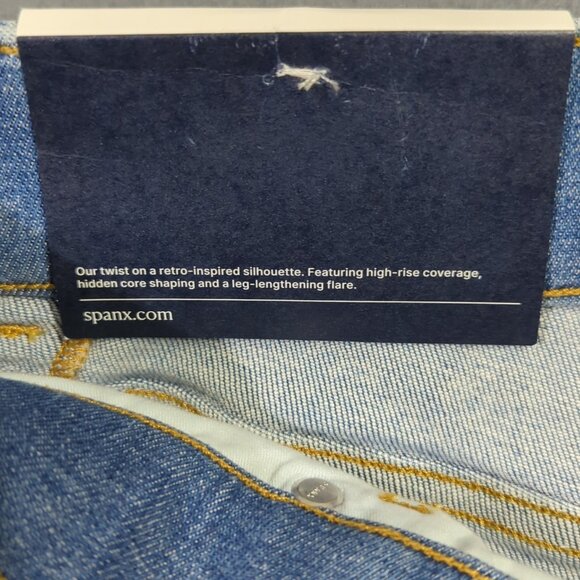 Our twist on a retro-inspired silhouette. Featuring high-rise coverage,
hidden core shaping and a leg-lengthening flare.
spanx.com